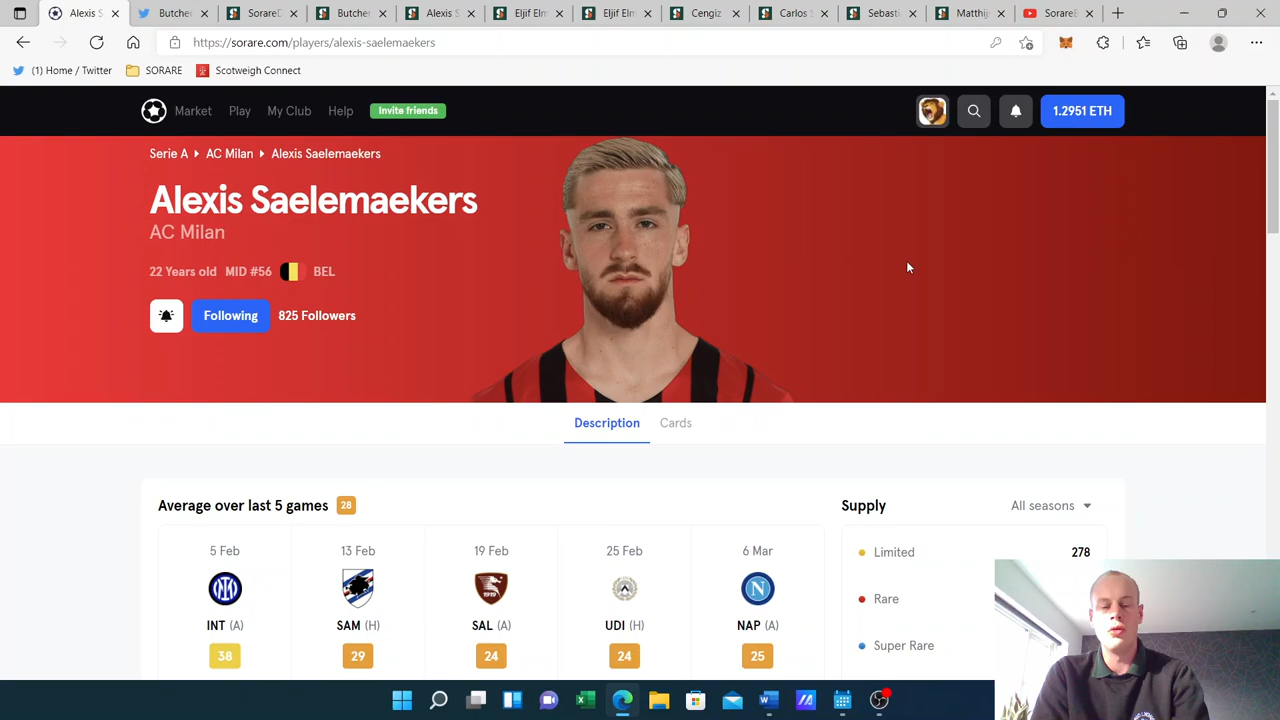 Alexis S
Butche
SorareD
Butcher
Alexis S
Eljif Elm
Eljif Elm
Cengiz
Carlos S
Sebasti
Matthij
SorareB
https://sorare.com/players/alexis-saelemaekers
(1) Home / Twitter
SORARE
Scotweigh Connect
Market
Play
My Club
Help
Invite friends
1.2951 ETH
Serie A
AC Milan
Alexis Saelemaekers
Alexis Saelemaekers
AC Milan
22 Years old MID #56 BEL
Following
825 Followers
Description
Cards
Average over last 5 games 28
Supply
All seasons
5 Feb
13 Feb
19 Feb
25 Feb
6 Mar
Limited 278
Rare
Super Rare
INT (A)
SAM (H)
SAL (A)
UDI (H)
NAP (A)
38
29
24
24
25